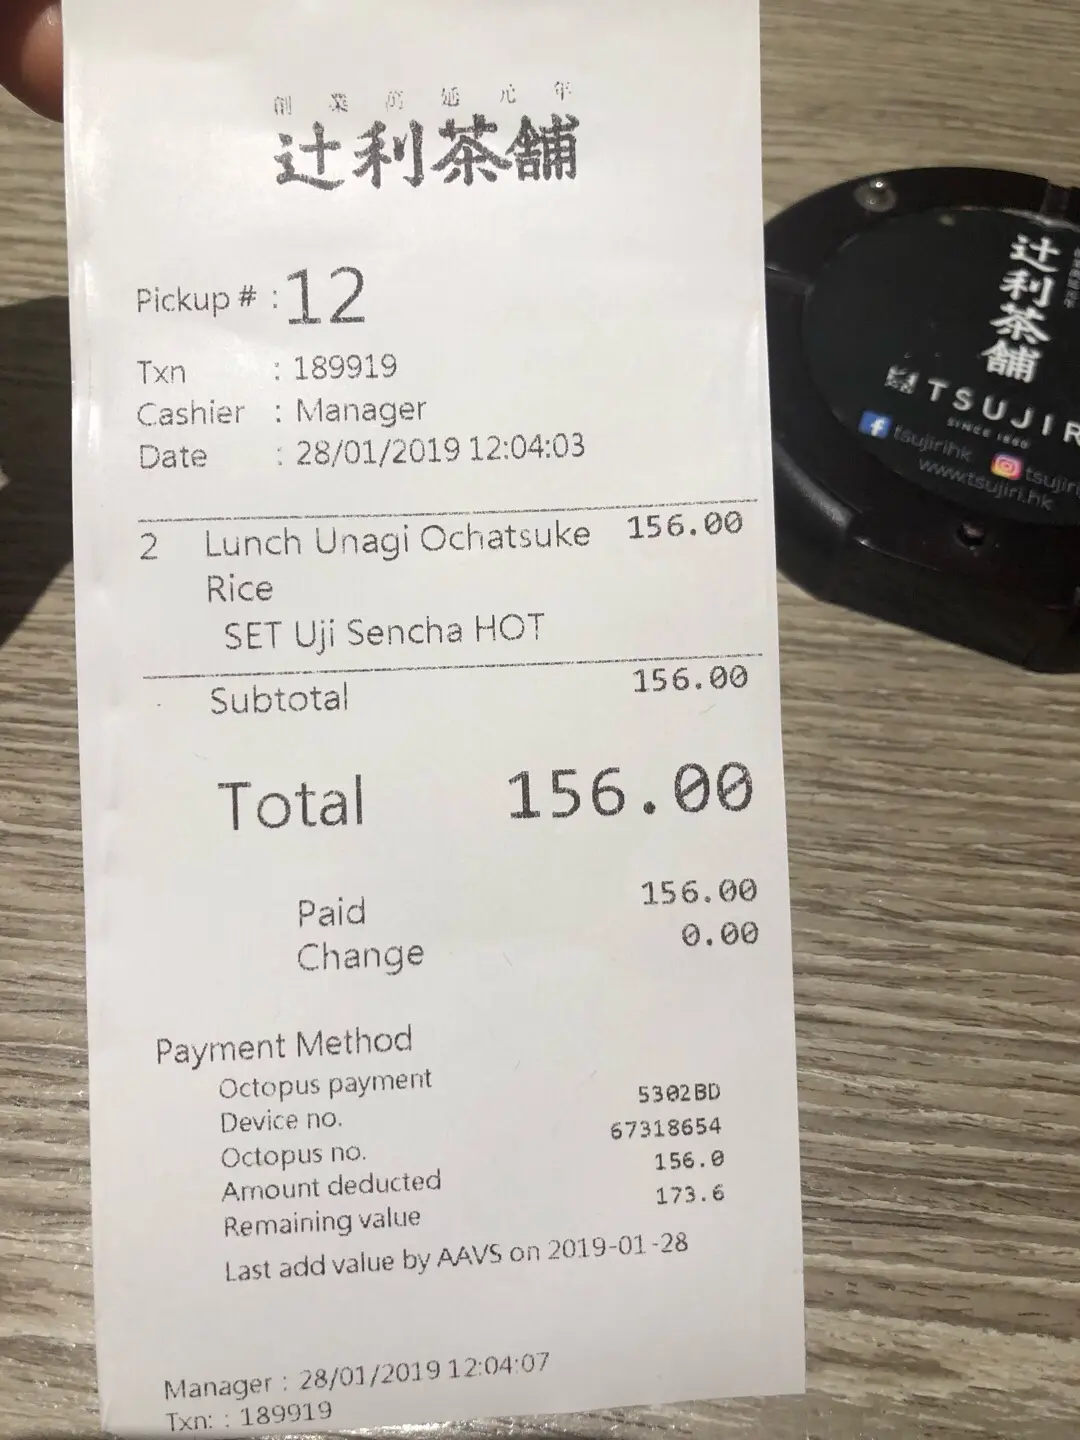 創業萬延元年
辻利茶舗
Pickup # : 12
Txn : 189919
Cashier : Manager
Date : 28/01/2019 12:04:03
2 Lunch Unagi Ochatsuke 156.00
Rice
SET Uji Sencha HOT
Subtotal 156.00
Total 156.00
Paid 156.00
Change 0.00
Payment Method
Octopus payment
Device no. 5302BD
Octopus no. 67318654
Amount deducted 156.0
Remaining value 173.6
Last add value by AAVS on 2019-01-28
Manager : 28/01/2019 12:04:07
Txn: : 189919
辻利茶舗
TSUJIR
SINCE 1860
tsujirihk
tsujiri
www.tsujiri.hk